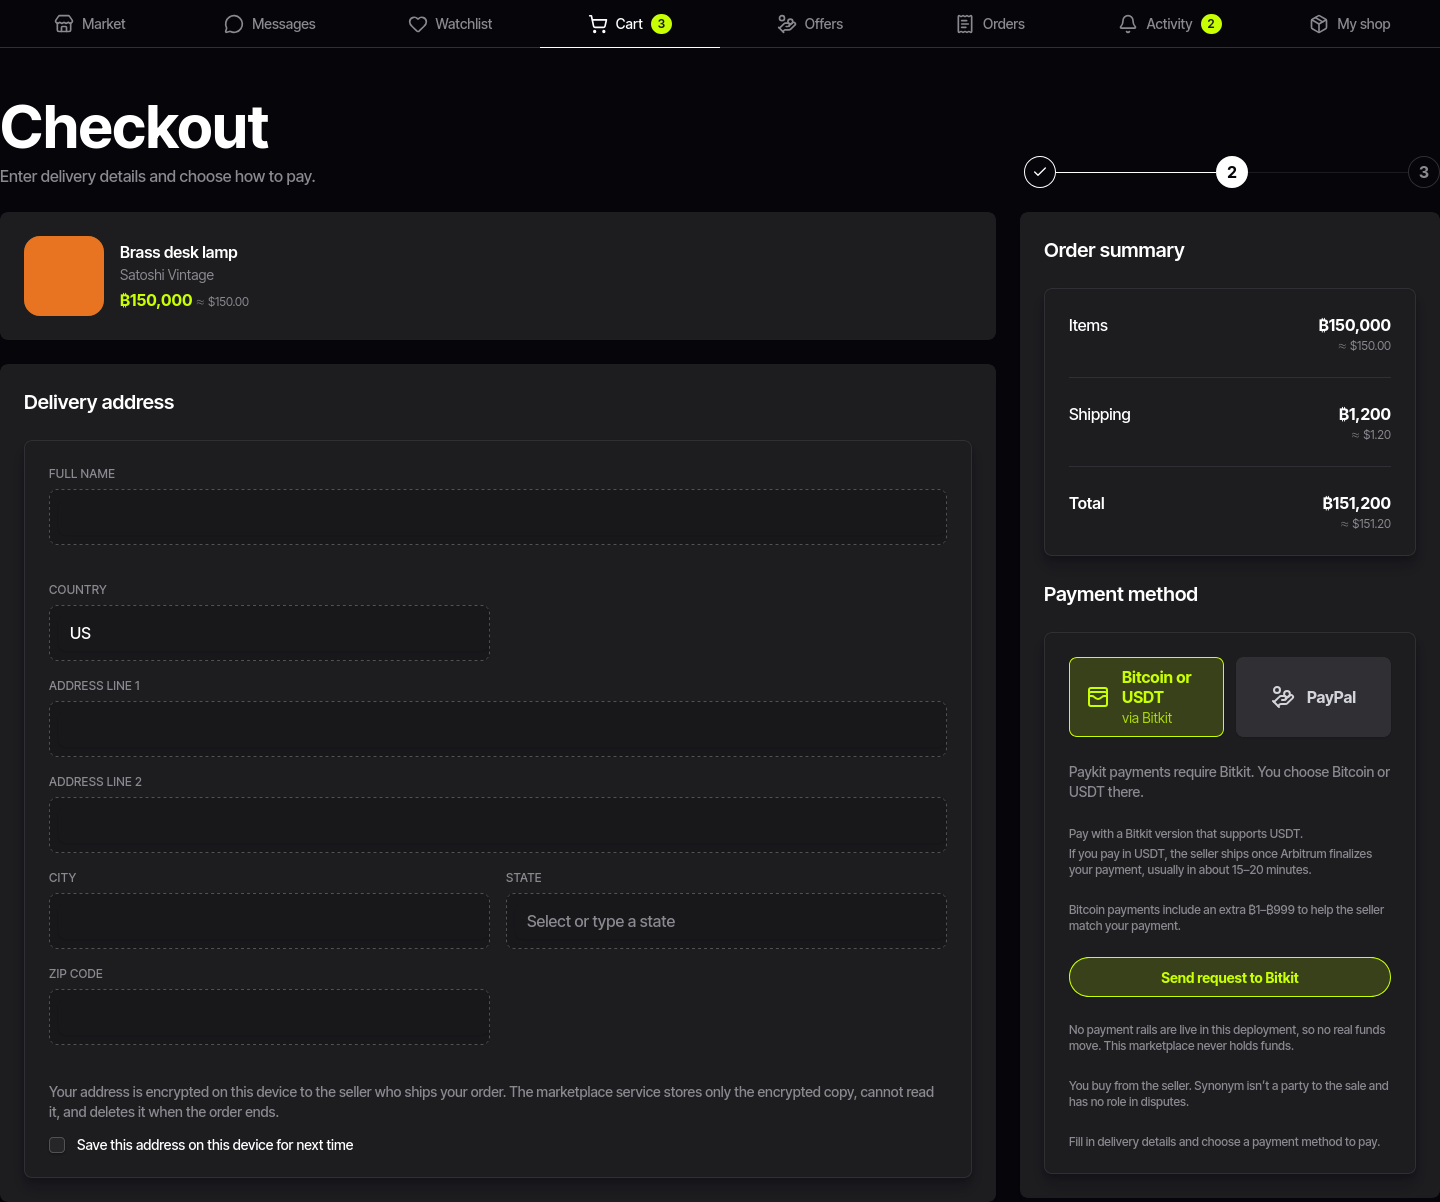 Market
Messages
Watchlist
Cart 3
Offers
Orders
Activity 2
My shop
Checkout
Enter delivery details and choose how to pay.
2
3
Brass desk lamp
Satoshi Vintage
₿150,000 ≈ $150.00
Delivery address
FULL NAME
COUNTRY
US
ADDRESS LINE 1
ADDRESS LINE 2
CITY
STATE
Select or type a state
ZIP CODE
Your address is encrypted on this device to the seller who ships your order. The marketplace service stores only the encrypted copy, cannot read
it, and deletes it when the order ends.
Save this address on this device for next time
Order summary
Items
₿150,000
≈ $150.00
Shipping
₿1,200
≈ $1.20
Total
₿151,200
≈ $151.20
Payment method
Bitcoin or
USDT
via Bitkit
PayPal
Paykit payments require Bitkit. You choose Bitcoin or
USDT there.
Pay with a Bitkit version that supports USDT.
If you pay in USDT, the seller ships once Arbitrum finalizes
your payment, usually in about 15–20 minutes.
Bitcoin payments include an extra ₿1–₿999 to help the seller
match your payment.
Send request to Bitkit
No payment rails are live in this deployment, so no real funds
move. This marketplace never holds funds.
You buy from the seller. Synonym isn’t a party to the sale and
has no role in disputes.
Fill in delivery details and choose a payment method to pay.